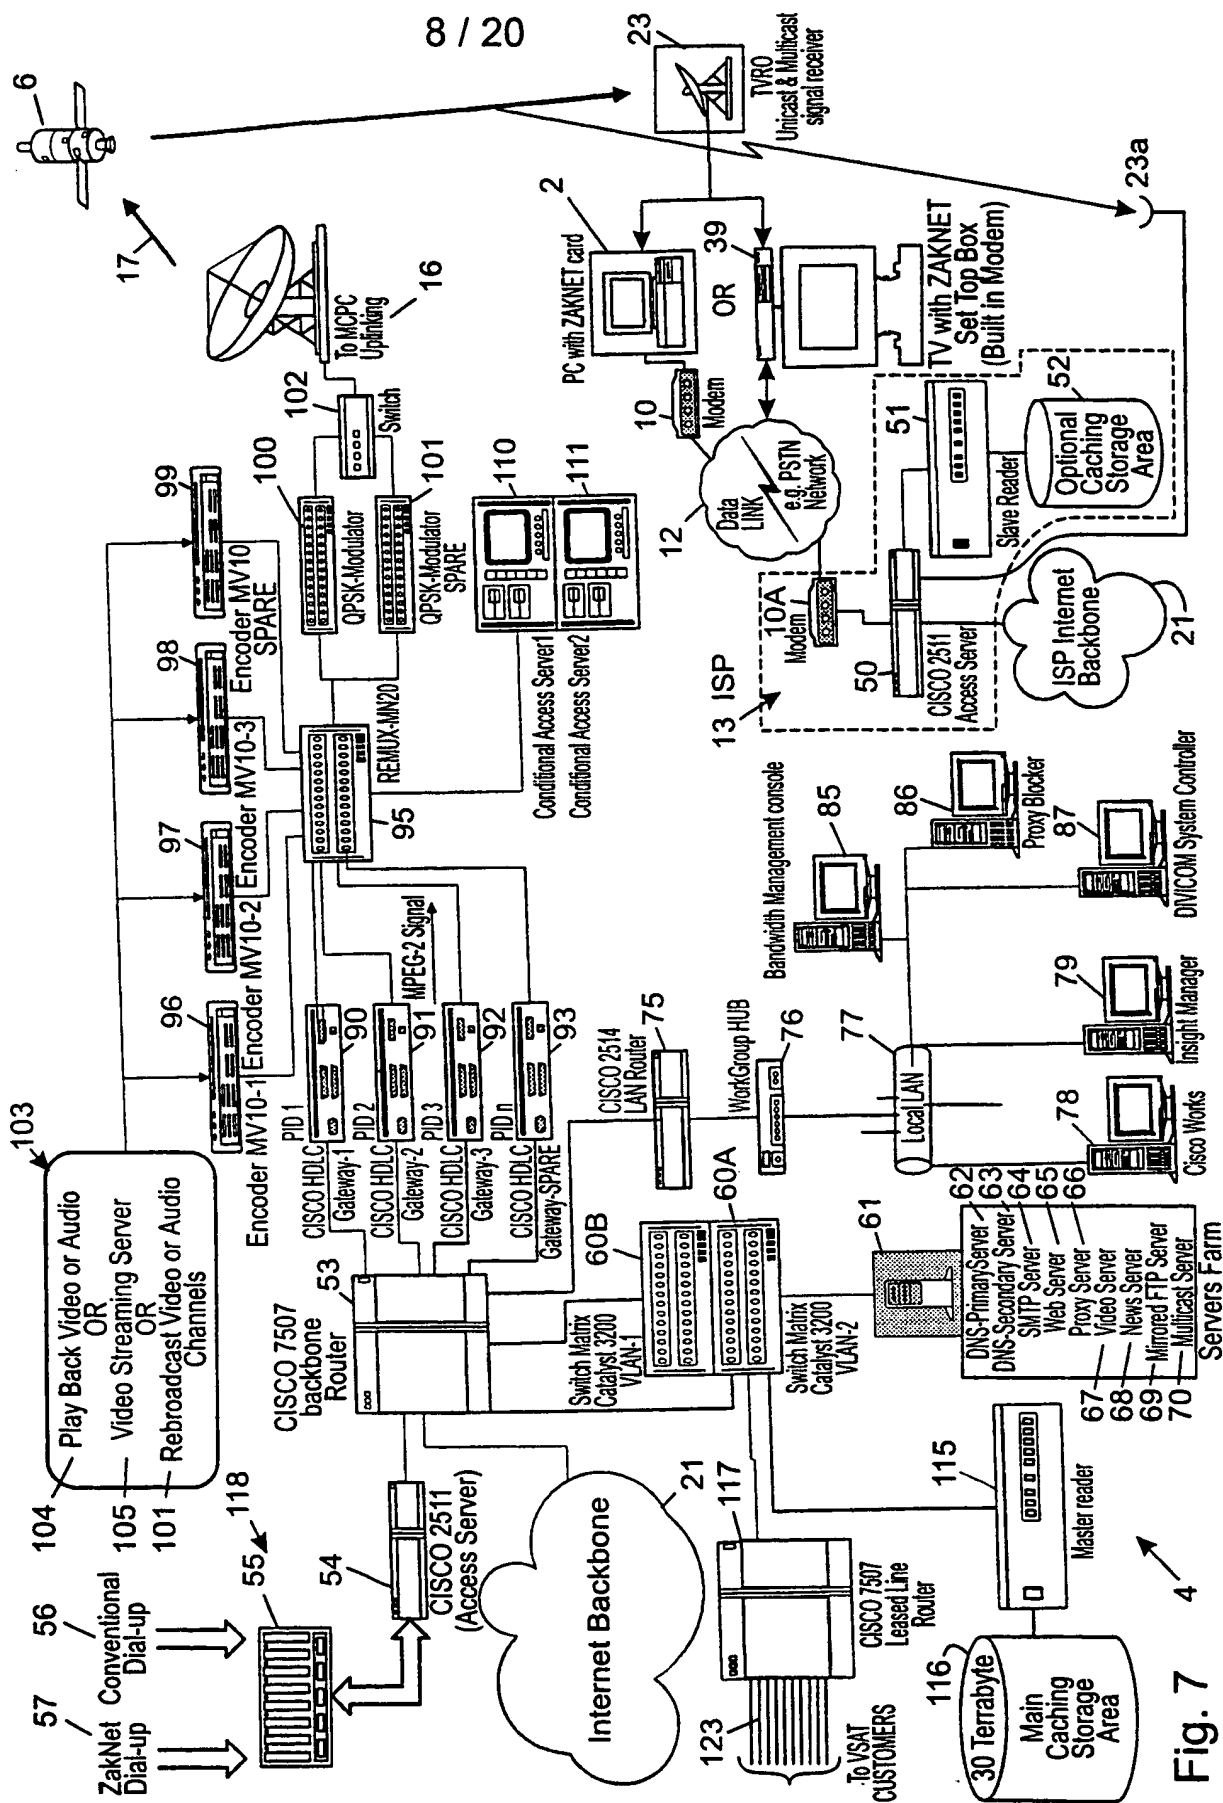 8 / 20
57
ZakNet
Dial-up
56
Conventional
Dial-up
118
55
54
CISCO 2511
(Access Server)
103
104
Play Back Video or Audio
OR
105
Video Streaming Server
OR
101
Rebroadcast Video or Audio
Channels
96
Encoder MV10-1
97
Encoder MV10-2
98
Encoder MV10-3
99
Encoder MV10
SPARE
17
6
16
To MCPC
Uplinking
102
Switch
100
QPSK-Modulator
101
QPSK-Modulator
SPARE
REMUX-MN20
95
110
111
Conditional Access Server1
Conditional Access Server2
CISCO 7507
backbone
Router
53
CISCO HDLC
Gateway-1
PID 1
90
CISCO HDLC
Gateway-2
PID 2
91
MPEG-2 Signal
CISCO HDLC
Gateway-3
PID 3
92
CISCO HDLC
Gateway-SPARE
PID n
93
Internet Backbone
21
Switch Matrix
Catalyst 3200
VLAN-1
60B
60A
Switch Matrix
Catalyst 3200
VLAN-2
CISCO 2514
LAN Router
75
WorkGroup HUB
76
77
Local LAN
78
Cisco Works
79
Insight Manager
Bandwidth Management console
85
86
Proxy Blocker
87
DIVICOM System Controller
117
CISCO 7507
Leased Line
Router
123
To VSAT
CUSTOMERS
61
DNS-PrimaryServer
62
DNS-Secondary Server
63
SMTP Server
64
Web Server
65
Proxy Server
66
67
Video Server
68
News Server
69
Mirrored FTP Server
70
Multicast Server
Servers Farm
115
Master reader
116
30 Terrabyte
Main
Caching
Storage
Area
4
23
TVRO
Unicast & Multicast
signal receiver
2
PC with ZAKNET card
10
Modem
OR
39
TV with ZAKNET
Set Top Box
(Built in Modem)
23a
12
Data
LINK
e.g. PSTN
Network
13 ISP
10A
Modem
50
CISCO 2511
Access Server
51
Slave Reader
52
Optional
Caching
Storage
Area
ISP Internet
Backbone
21
Fig. 7